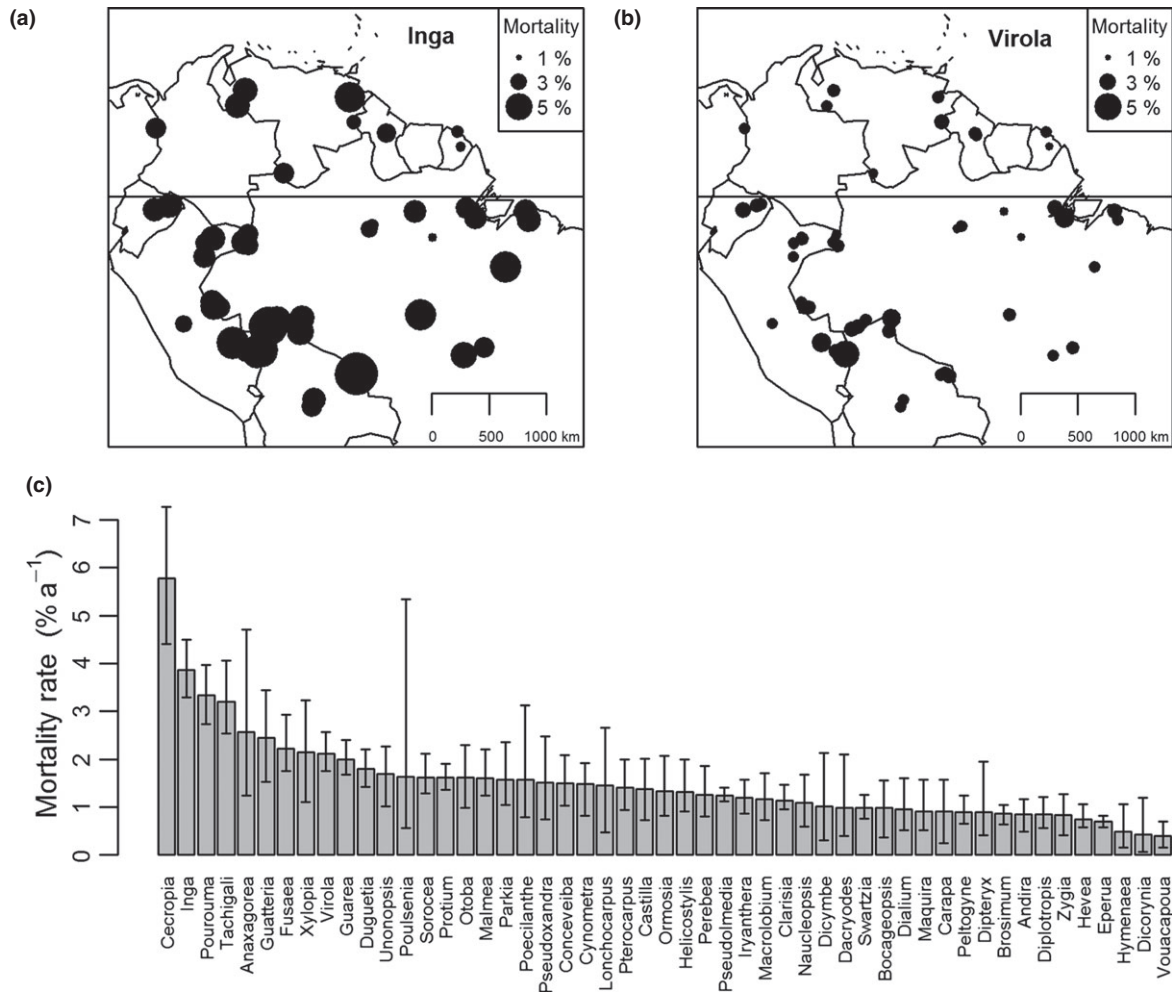 (a)
Inga
Mortality
1 %
3 %
5 %
0 500 1000 km
(b)
Virola
Mortality
1 %
3 %
5 %
0 500 1000 km
(c)
Mortality rate (% a⁻¹)
7
6
5
4
3
2
1
0
Cecropia
Inga
Pourouma
Tachigali
Anaxagorea
Guatteria
Fusaea
Xylopia
Virola
Guarea
Duguetia
Unonopsis
Poulsenia
Sorocea
Protium
Otoba
Malmea
Parkia
Poecilanthe
Pseudoxandra
Conceveiba
Cynometra
Lonchocarpus
Pterocarpus
Castilla
Ormosia
Helicostylis
Perebea
Pseudolmedia
Iryanthera
Macrolobium
Clarisia
Naucleopsis
Dicymbe
Dacryodes
Swartzia
Bocageopsis
Dialium
Maquira
Carapa
Peltogyne
Dipteryx
Brosimum
Andira
Diplotropis
Zygia
Hevea
Eperua
Hymenaea
Dicorynia
Vouacapoua